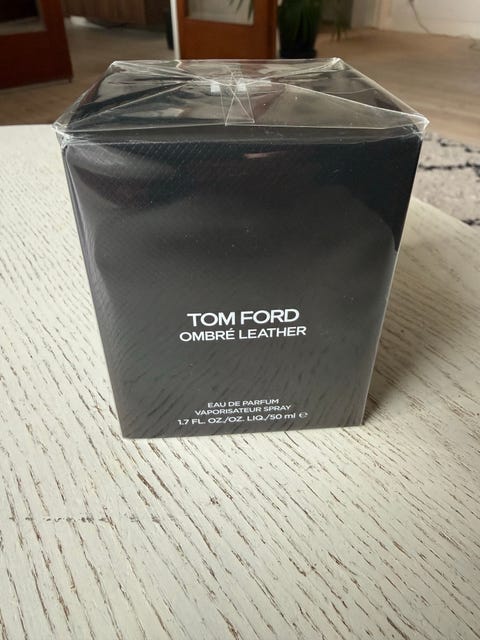 TOM FORD
OMBRÉ LEATHER
EAU DE PARFUM
VAPORISATEUR SPRAY
1.7 FL. OZ./OZ. LIQ./50 ml ℮